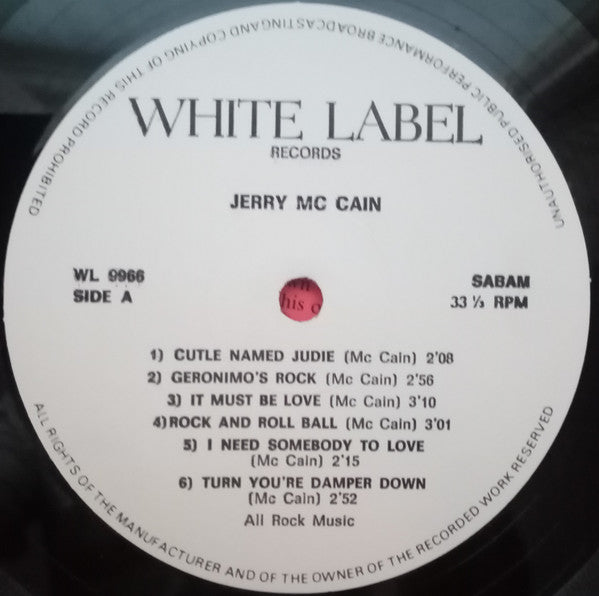 UNAUTHORISED PUBLIC PERFORMANCE BROADCASTING AND COPYING OF THIS RECORD PROHIBITED
WHITE LABEL
RECORDS
JERRY MC CAIN
WL 9966
SIDE A
SABAM
33 ⅓ RPM
his
1) CUTLE NAMED JUDIE (Mc Cain) 2'08
2) GERONIMO'S ROCK (Mc Cain) 2'56
3) IT MUST BE LOVE (Mc Cain) 3'10
4)ROCK AND ROLL BALL (Mc Cain) 3'01
5) I NEED SOMEBODY TO LOVE
(Mc Cain) 2'15
6) TURN YOU'RE DAMPER DOWN
(Mc Cain) 2'52
All Rock Music
ALL RIGHTS OF THE MANUFACTURER AND OF THE OWNER OF THE RECORDED WORK RESERVED